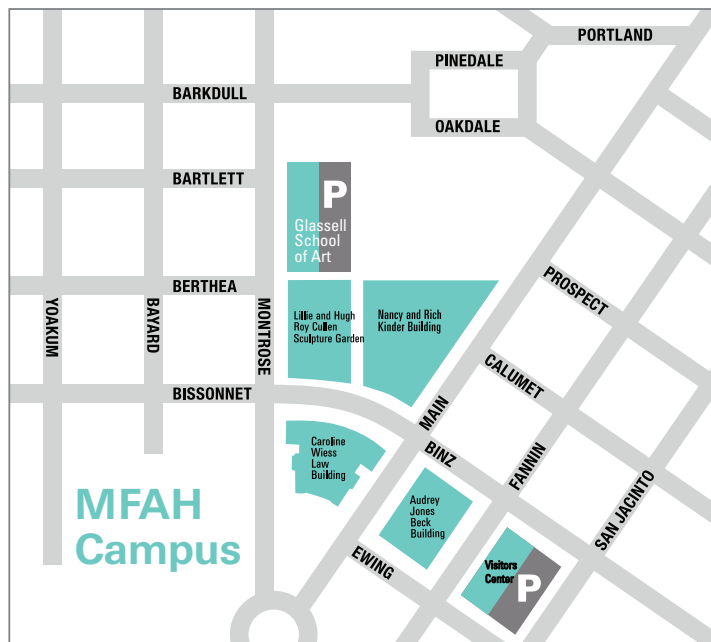 PORTLAND
PINEDALE
BARKDULL
OAKDALE
BARTLETT
P
Glassell
School
of Art
PROSPECT
BERTHEA
YOAKUM
BAYARD
MONTROSE
Lillie and Hugh
Roy Cullen
Sculpture Garden
Nancy and Rich
Kinder Building
CALUMET
BISSONNET
MAIN
BINZ
FANNIN
SAN JACINTO
Caroline
Wiess
Law
Building
MFAH
Campus
Audrey
Jones
Beck
Building
EWING
Visitors
Center
P